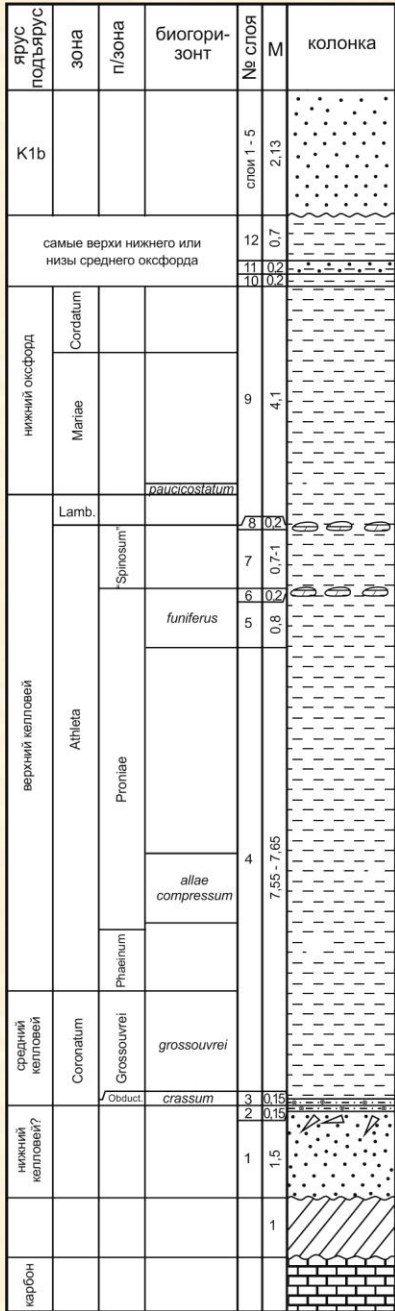 ярус подъярус
зона
п/зона
биогори-
зонт
№ слоя
М
колонка
K1b
слои 1 - 5
2,13
самые верхи нижнего или
низы среднего оксфорда
12
0,7
11
0,2
10
0,2
нижний оксфорд
Cordatum
Mariae
9
4,1
paucicostatum
верхний келловей
Lamb.
8
0,2
"Spinosum"
7
0,7-1
6
0,2
funiferus
5
0,8
Athleta
Proniae
4
7,55 - 7,65
allae
compressum
Phaeinum
средний
келловей
Coronatum
Grossouvrei
grossouvrei
Obduct.
crassum
3
0,15
2
0,15
нижний
келловей?
1
1,5
1
карбон